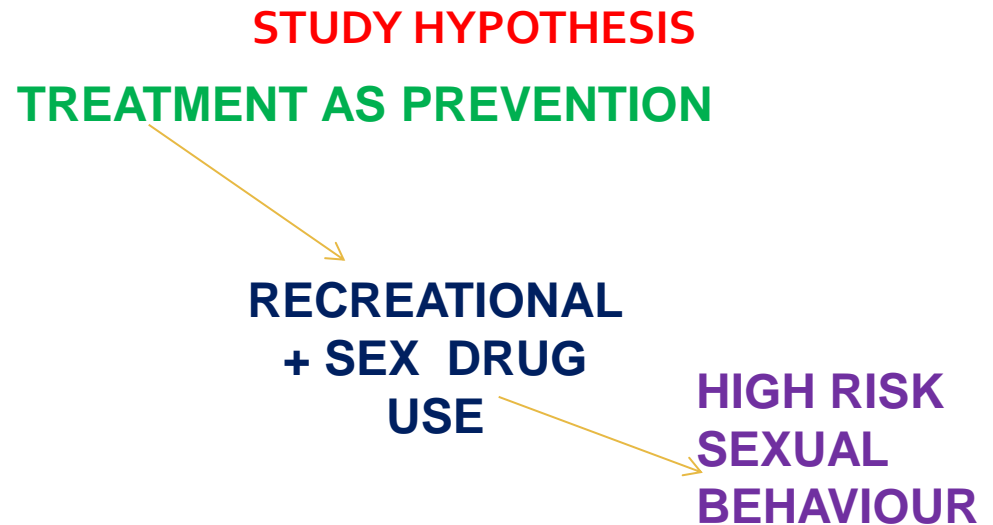 STUDY HYPOTHESIS
TREATMENT AS PREVENTION
RECREATIONAL
+ SEX DRUG
USE
HIGH RISK
SEXUAL
BEHAVIOUR